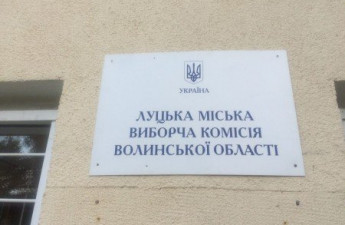 УКРАЇНА
ЛУЦЬКА МІСЬКА
ВИБОРЧА КОМІСІЯ
ВОЛИНСЬКОЇ ОБЛАСТІ